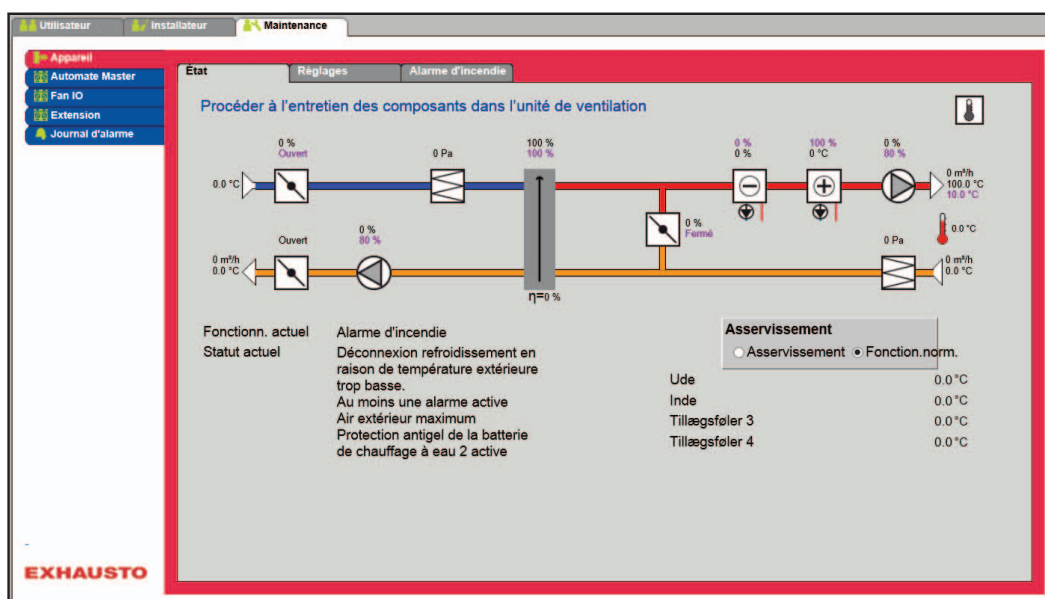 Utilisateur
Installateur
Maintenance
Appareil
Automate Master
Fan IO
Extension
Journal d'alarme
État
Règlages
Alarme d'incendie
Procéder à l'entretien des composants dans l'unité de ventilation
0 %
Ouvert
0 Pa
100 %
100 %
0 %
0 %
100 %
0 °C
0 %
80 %
0.0 °C
0 m³/h
100.0 °C
10.0 °C
0 %
Fermé
0.0 °C
Ouvert
0 %
80 %
0 Pa
0 m³/h
0.0 °C
0 m³/h
0.0 °C
η=0 %
Fonctionn. actuel Alarme d'incendie
Statut actuel Déconnexion refroidissement en
raison de température extérieure
trop basse.
Au moins une alarme active
Air extérieur maximum
Protection antigel de la batterie
de chauffage à eau 2 active
Asservissement
Asservissement Fonction.norm.
Ude 0.0°C
Inde 0.0°C
Tillægsføler 3 0.0°C
Tillægsføler 4 0.0°C
-
EXHAUSTO